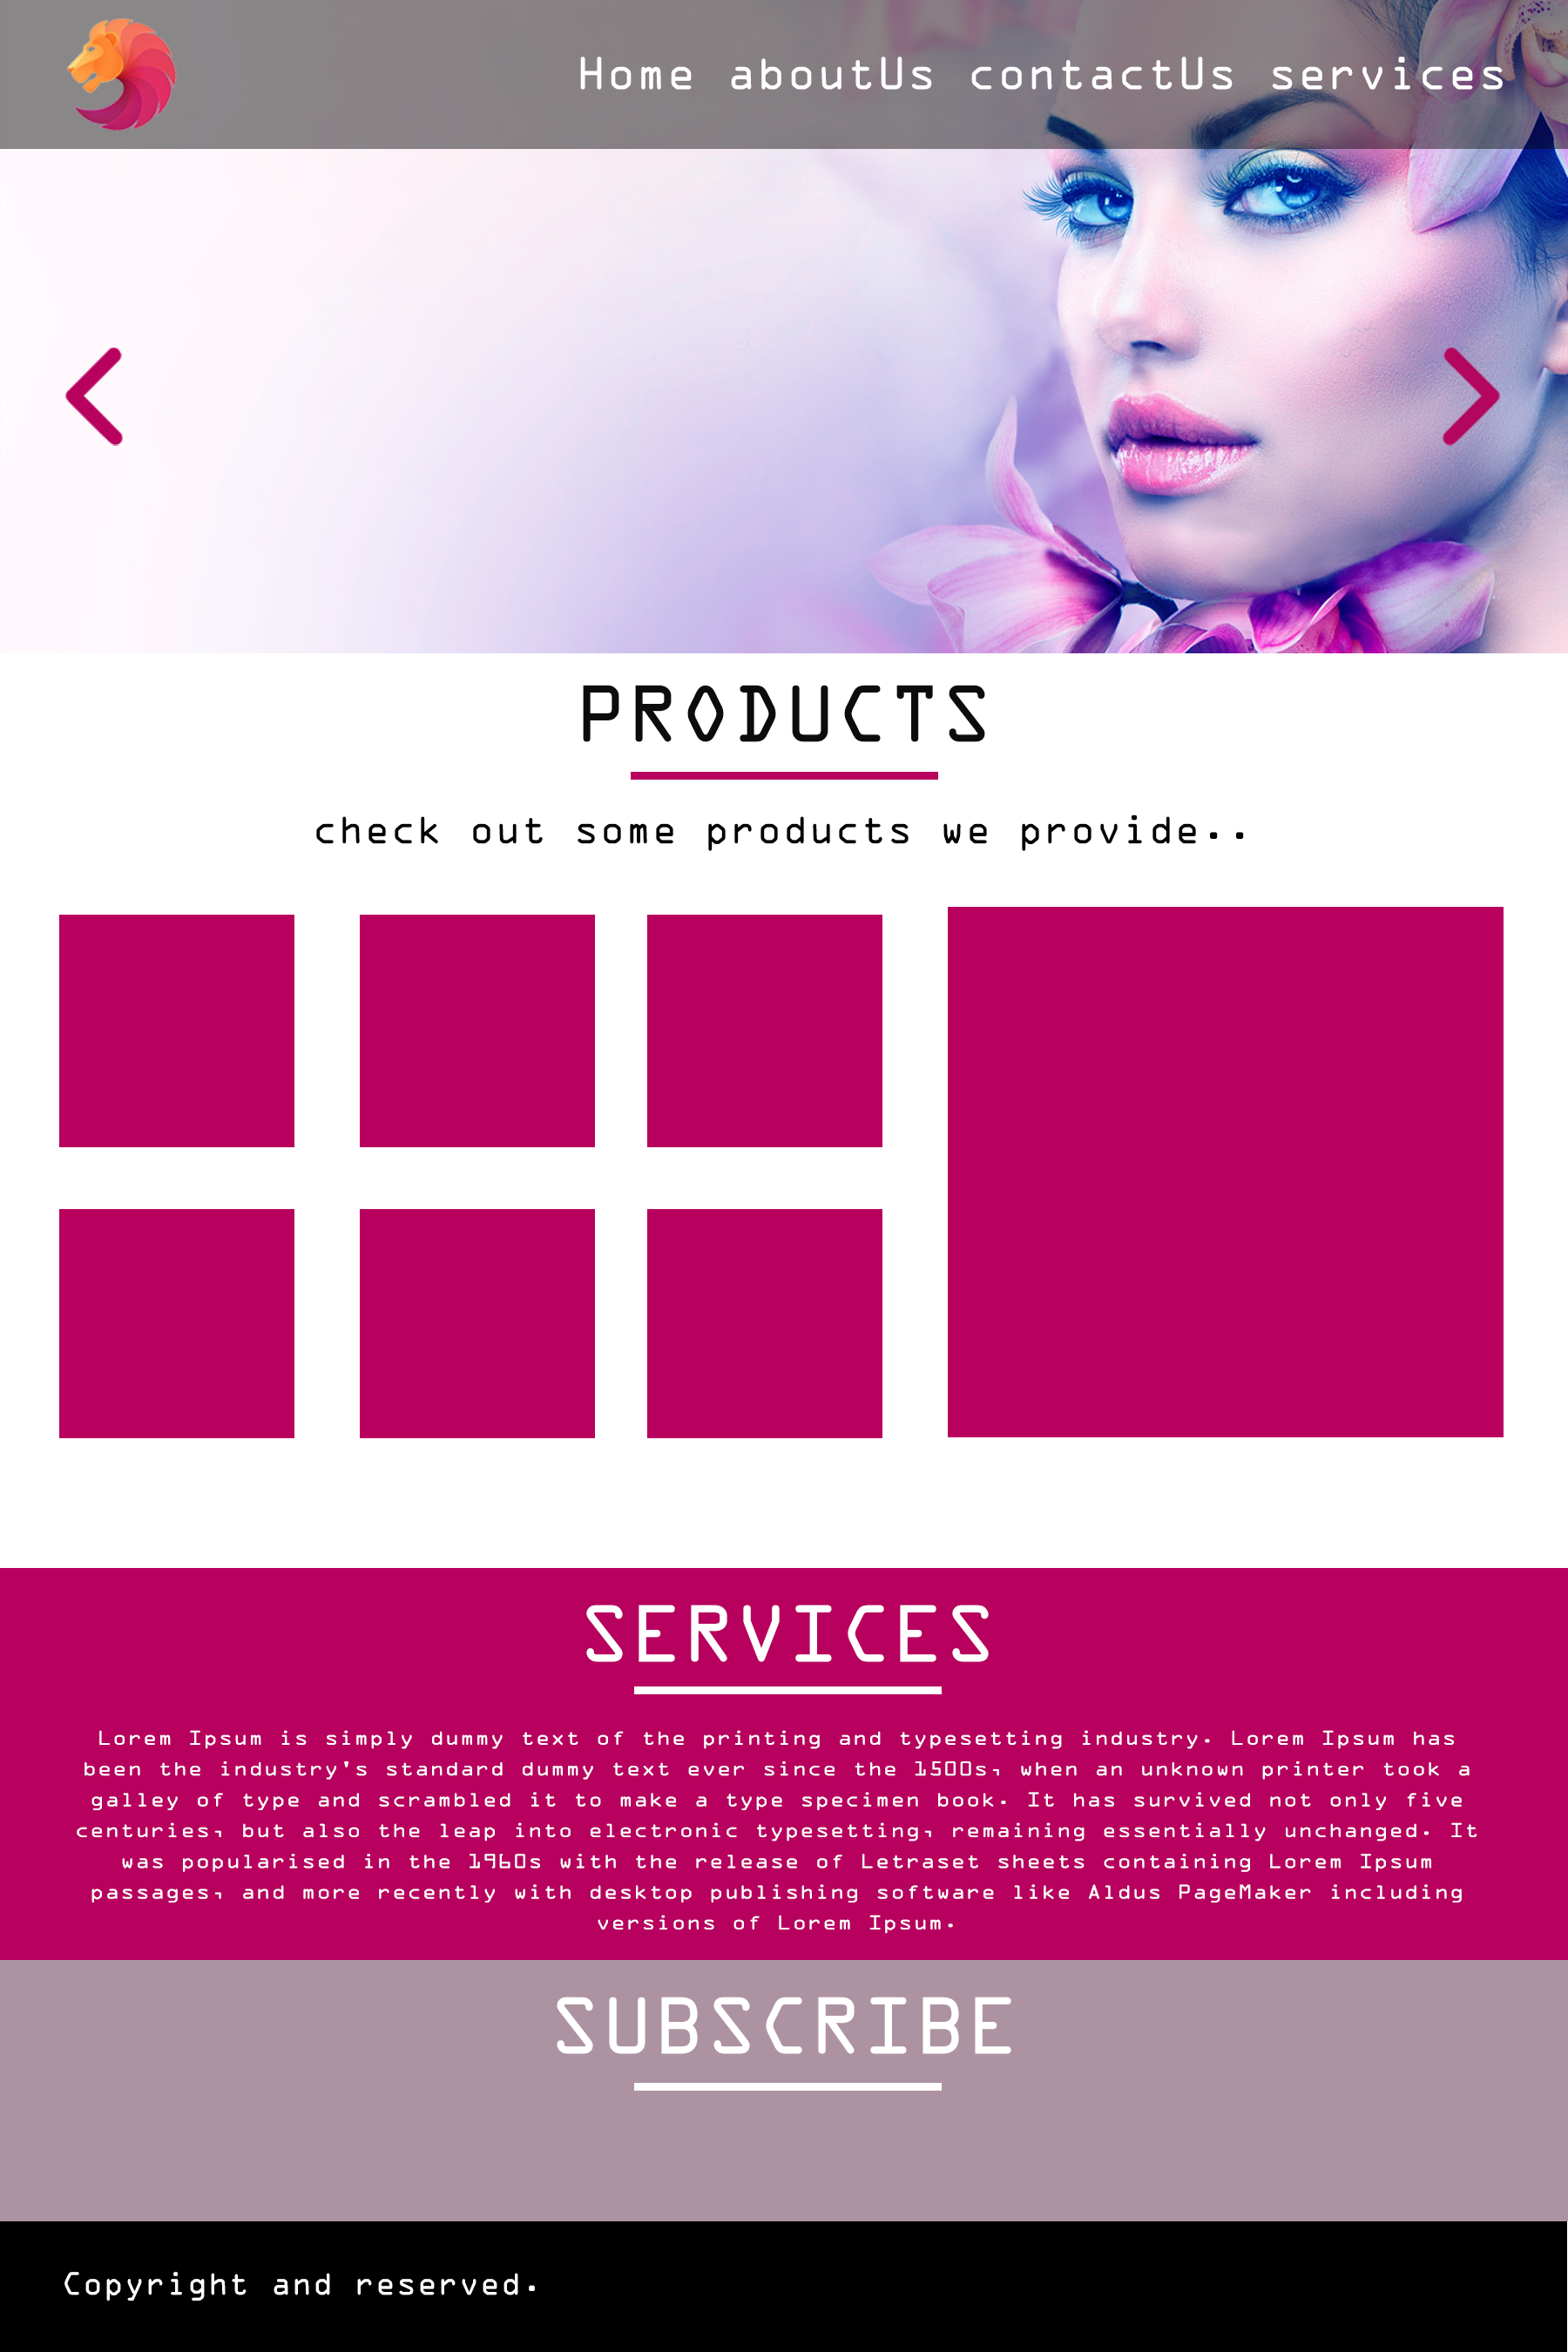 Home aboutUs contactUs services
PRODUCTS
check out some products we provide..
SERVICES
Lorem Ipsum is simply dummy text of the printing and typesetting industry. Lorem Ipsum has
been the industry's standard dummy text ever since the 1500s, when an unknown printer took a
galley of type and scrambled it to make a type specimen book. It has survived not only five
centuries, but also the leap into electronic typesetting, remaining essentially unchanged. It
was popularised in the 1960s with the release of Letraset sheets containing Lorem Ipsum
passages, and more recently with desktop publishing software like Aldus PageMaker including
versions of Lorem Ipsum.
SUBSCRIBE
Copyright and reserved.